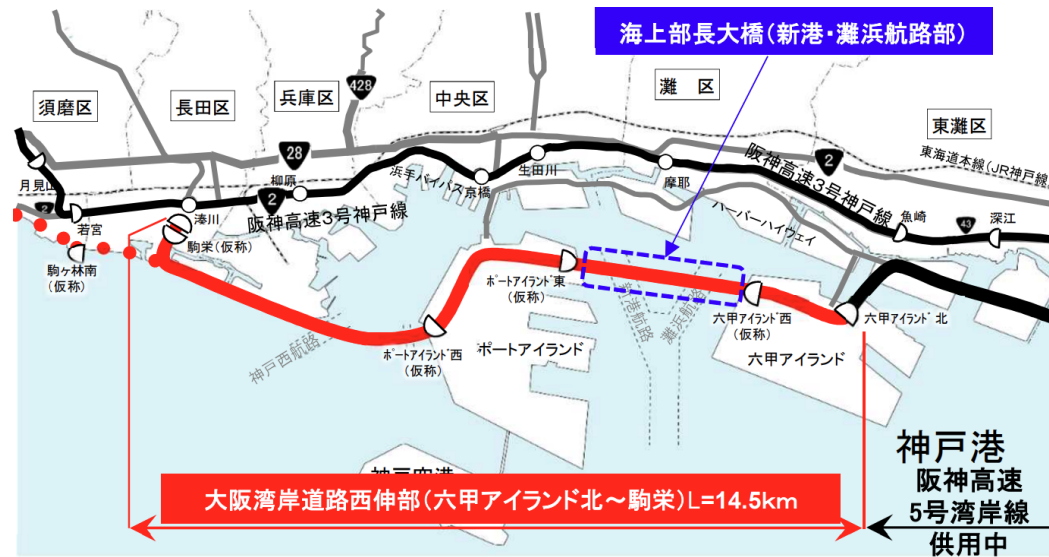 海上部長大橋(新港・灘浜航路部)
須磨区
長田区
兵庫区
428
中央区
灘　区
東灘区
28
2
2
2
43
東海道本線(JR神戸線)
月見山
若宮
湊川
柳原
浜手バイパス
京橋
生田川
摩耶
魚崎
深江
阪神高速3号神戸線
阪神高速3号神戸線
ハーバーハイウェイ
駒ヶ林南
(仮称)
駒栄(仮称)
ポートアイランド西
(仮称)
ポートアイランド東
(仮称)
六甲アイランド西
(仮称)
六甲アイランド北
神戸西航路
新港航路
灘浜航路
ポートアイランド
六甲アイランド
神戸空港
神戸港
大阪湾岸道路西伸部(六甲アイランド北～駒栄)L=14.5km
阪神高速
5号湾岸線
供用中